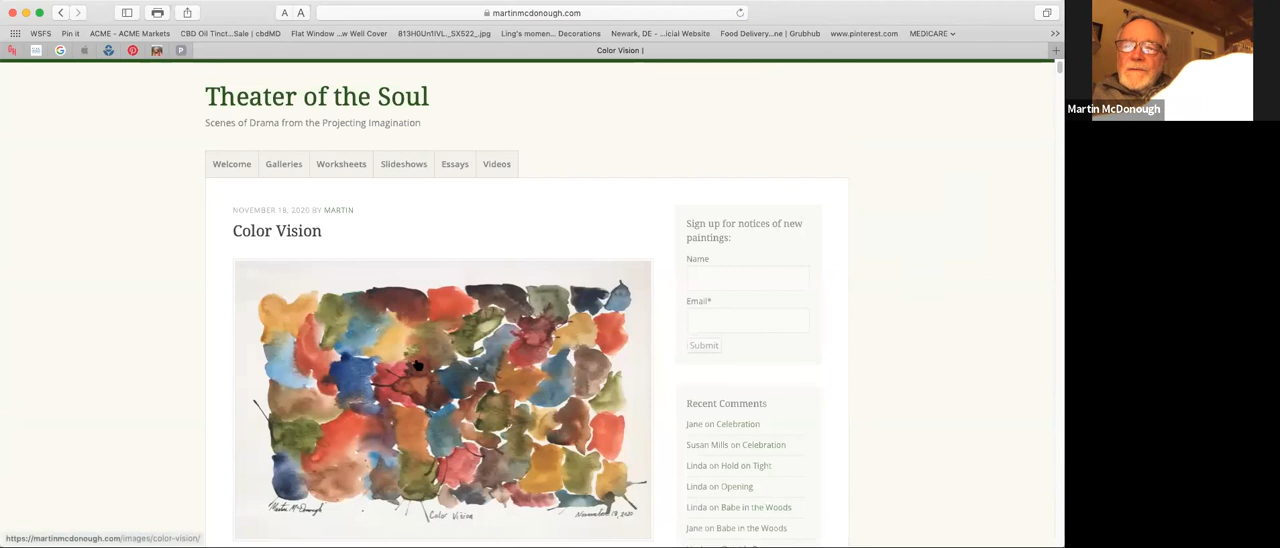 martinmcdonough.com
WSFS Pin it ACME - ACME Markets CBD Oil Tinct...Sale | cbdMD Flat Window ...w Well Cover 813H0Un1IVL._SX522_.jpg Ling's momen... Decorations Newark, DE - ...icial Website Food Delivery...ng | Grubhub www.pinterest.com MEDICARE
Color Vision |
Theater of the Soul
Scenes of Drama from the Projecting Imagination
Welcome Galleries Worksheets Slideshows Essays Videos
NOVEMBER 18, 2020 BY MARTIN
Color Vision
Martin McDonough
Color Vision
November 18, 2020
Sign up for notices of new
paintings:
Name
Email*
Submit
Recent Comments
Jane on Celebration
Susan Mills on Celebration
Linda on Hold on Tight
Linda on Opening
Linda on Babe in the Woods
Jane on Babe in the Woods
https://martinmcdonough.com/images/color-vision/
Martin McDonough